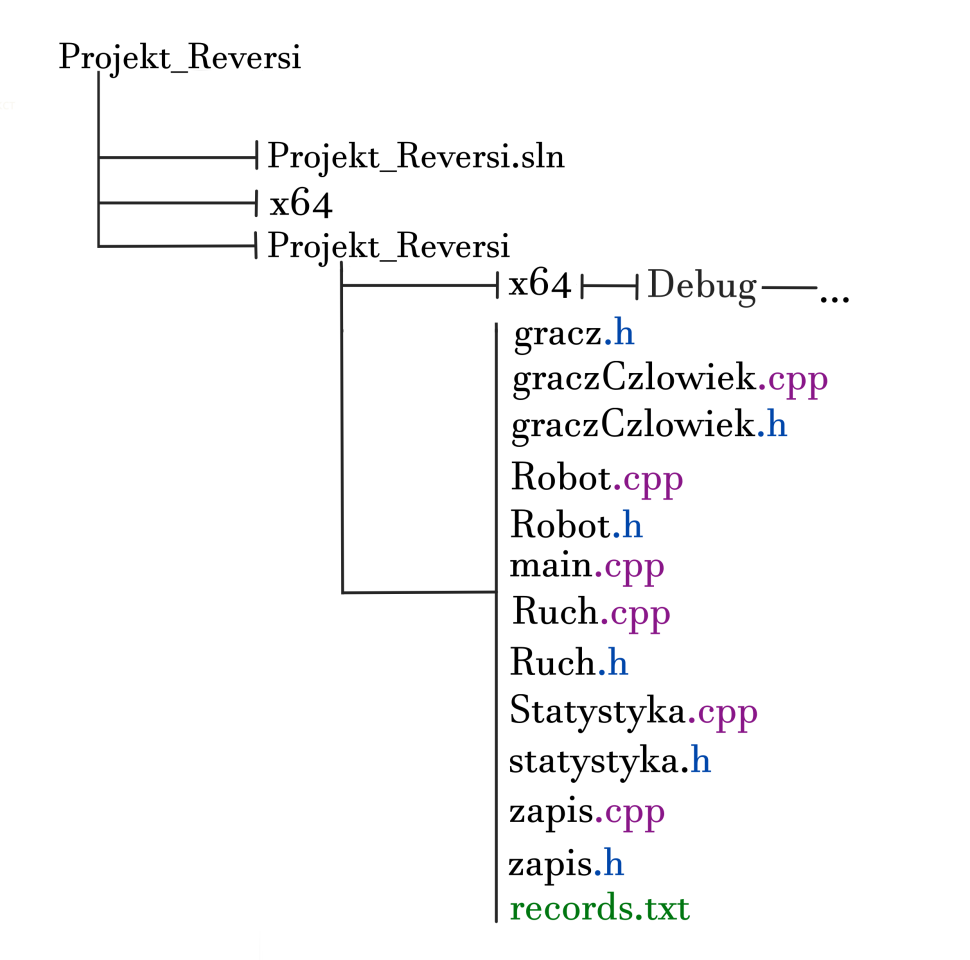 Projekt_Reversi
Projekt_Reversi.sln
x64
Projekt_Reversi
x64 Debug ...
gracz.h
graczCzlowiek.cpp
graczCzlowiek.h
Robot.cpp
Robot.h
main.cpp
Ruch.cpp
Ruch.h
Statystyka.cpp
statystyka.h
zapis.cpp
zapis.h
records.txt